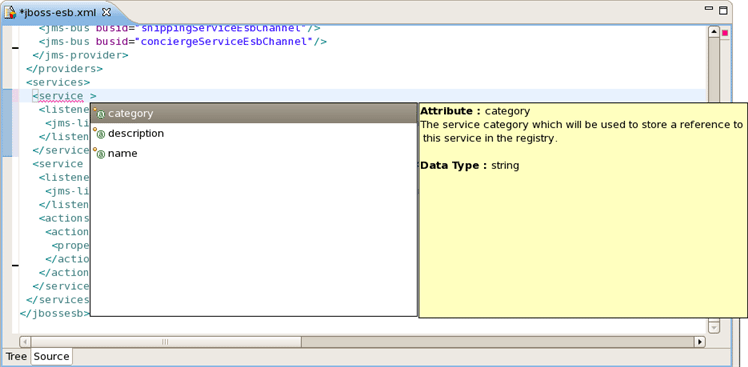 *jboss-esb.xml
<jms-bus busid="shippingServiceEsbChannel"/>
<jms-bus busid="conciergeServiceEsbChannel"/>
</jms-provider>
</providers>
<services>
<service >
<listene
<jms-li
</listen
</service
<service
<listene
<jms-li
</listen
<actions
<action
<prope
</actio
</action
</service
</services
</jbossesb>
category
description
name
Attribute : category
The service category which will be used to store a reference to
this service in the registry.
Data Type : string
Tree Source